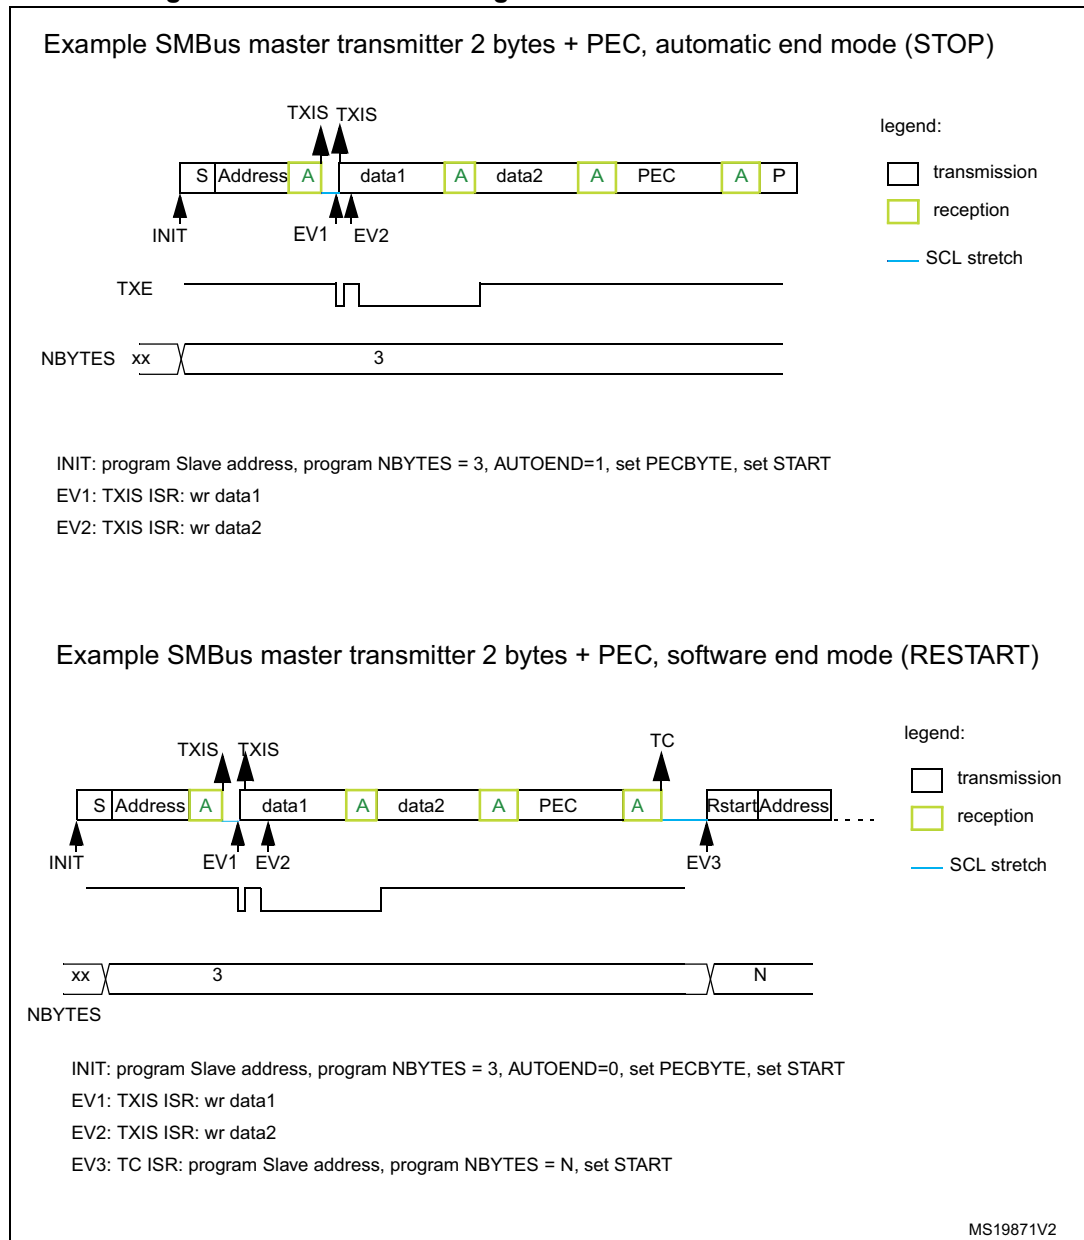 Example SMBus master transmitter 2 bytes + PEC, automatic end mode (STOP)
TXIS TXIS
legend:
S Address A data1 A data2 A PEC A P
transmission
reception
INIT EV1 EV2
SCL stretch
TXE
NBYTES xx 3
INIT: program Slave address, program NBYTES = 3, AUTOEND=1, set PECBYTE, set START
EV1: TXIS ISR: wr data1
EV2: TXIS ISR: wr data2
Example SMBus master transmitter 2 bytes + PEC, software end mode (RESTART)
TXIS TXIS TC
legend:
transmission
S Address A data1 A data2 A PEC A Rstart Address
reception
INIT EV1 EV2 EV3
SCL stretch
xx 3 N
NBYTES
INIT: program Slave address, program NBYTES = 3, AUTOEND=0, set PECBYTE, set START
EV1: TXIS ISR: wr data1
EV2: TXIS ISR: wr data2
EV3: TC ISR: program Slave address, program NBYTES = N, set START
MS19871V2